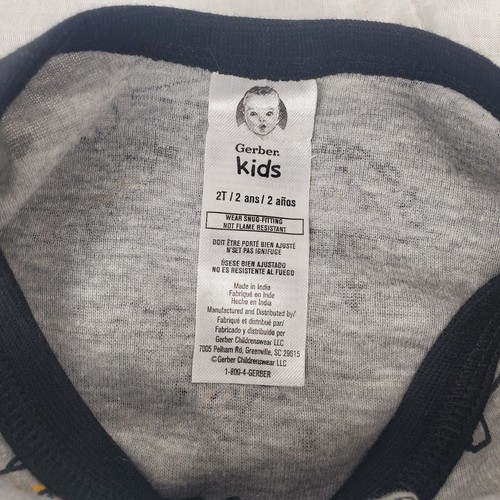 Gerber.
kids
2T / 2 ans / 2 años
WEAR SNUG-FITTING
NOT FLAME RESISTANT
DOIT ÊTRE PORTÉ BIEN AJUSTÉ
N'SET PAS IGNIFUGE
ÚSESE BIEN AJUSTADO
NO ES RESISTENTE AL FUEGO
Made in India
Fabriqué en Inde
Hecho en India
Manufactured and Distributed by/
Fabriqué et distribué par/
Fabricado y distribuido por
Gerber Childrenswear LLC
7005 Pelham Rd, Greenville, SC 29615
©Gerber Childrenswear LLC
1-800-4-GERBER